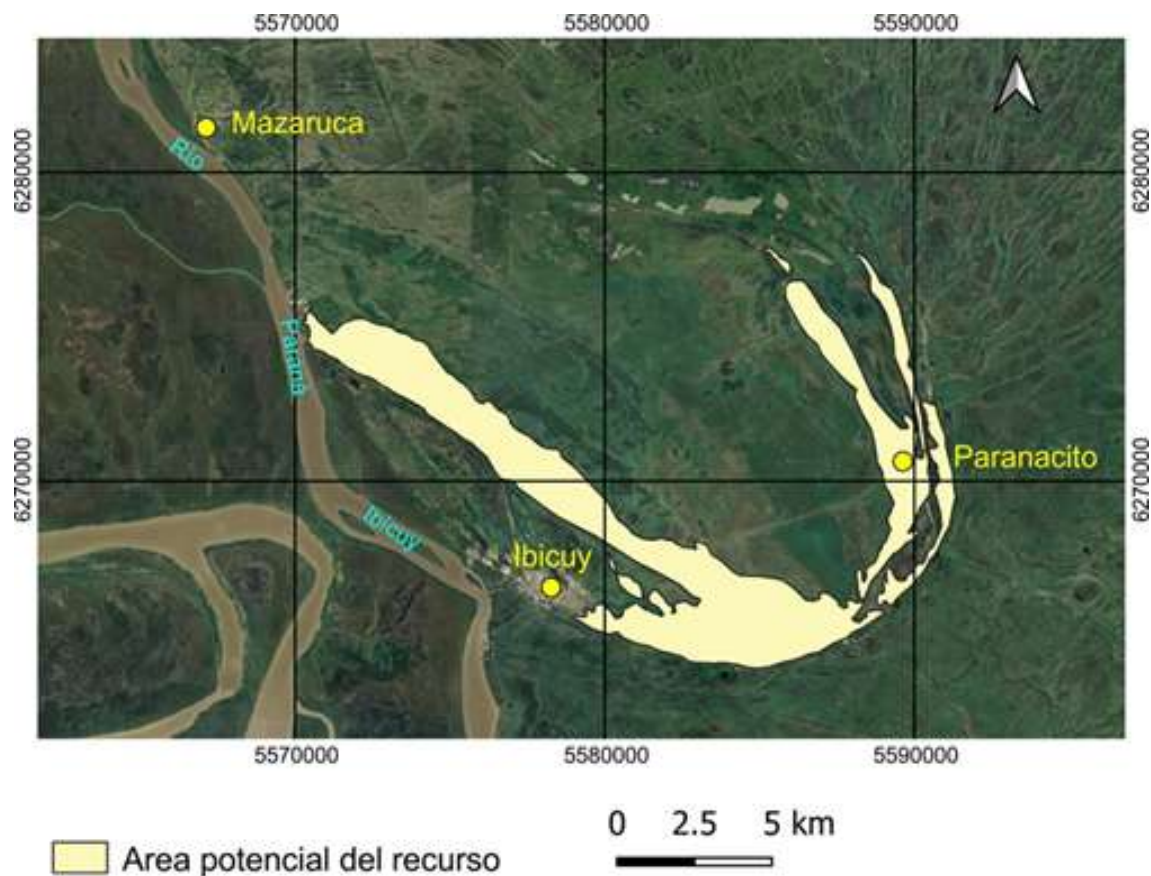 5570000 5580000 5590000
Mazaruca
Río
6280000 6280000
Paraná
Paranacito
6270000 6270000
Ibicuy
Ibicuy
5570000 5580000 5590000
0 2.5 5 km
Area potencial del recurso